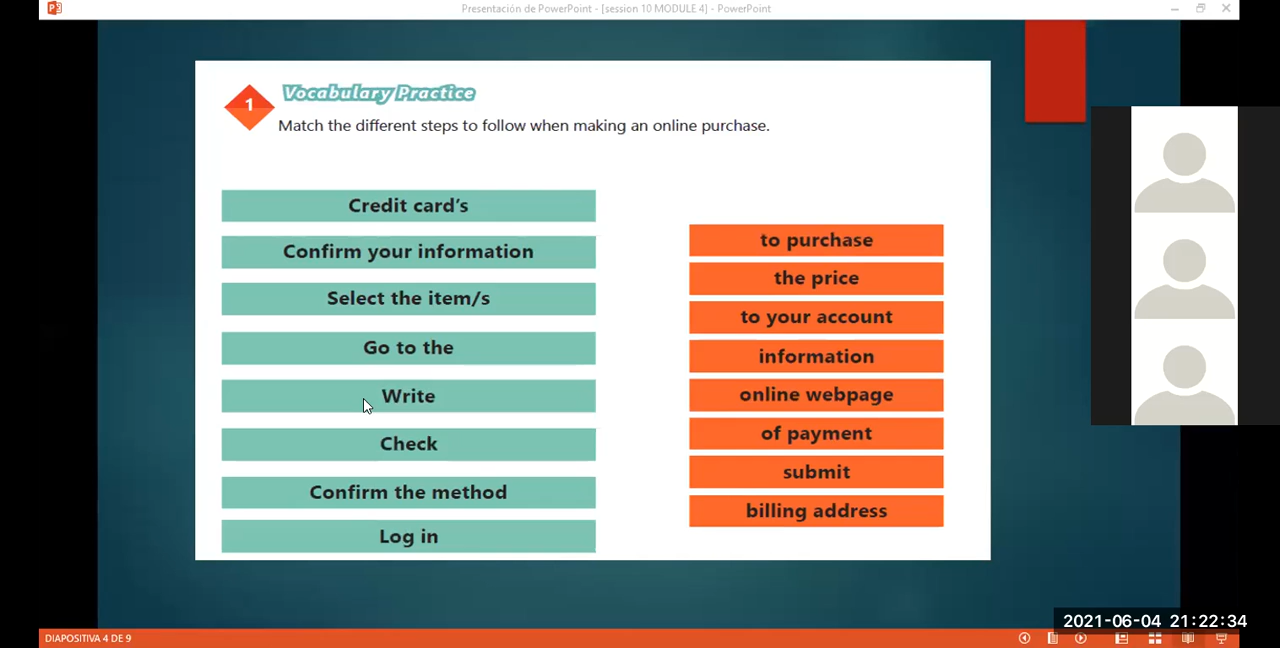 Presentación de PowerPoint - [session 10 MODULE 4] - PowerPoint
1
Vocabulary Practice
Match the different steps to follow when making an online purchase.
Credit card's
Confirm your information
Select the item/s
Go to the
Write
Check
Confirm the method
Log in
to purchase
the price
to your account
information
online webpage
of payment
submit
billing address
2021-06-04 21:22:34
DIAPOSITIVA 4 DE 9